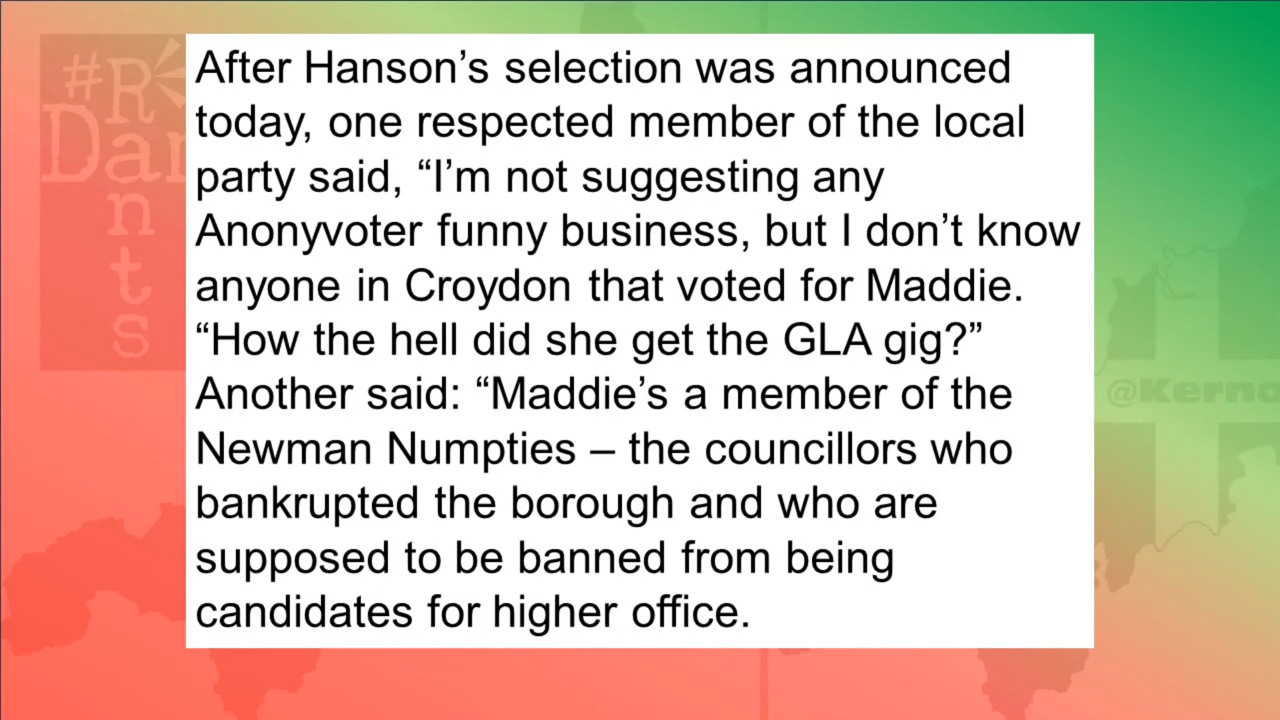 #R
Dan
n
t
s
After Hanson’s selection was announced
today, one respected member of the local
party said, “I’m not suggesting any
Anonyvoter funny business, but I don’t know
anyone in Croydon that voted for Maddie.
“How the hell did she get the GLA gig?”
Another said: “Maddie’s a member of the
Newman Numpties – the councillors who
bankrupted the borough and who are
supposed to be banned from being
candidates for higher office.
@Kerno